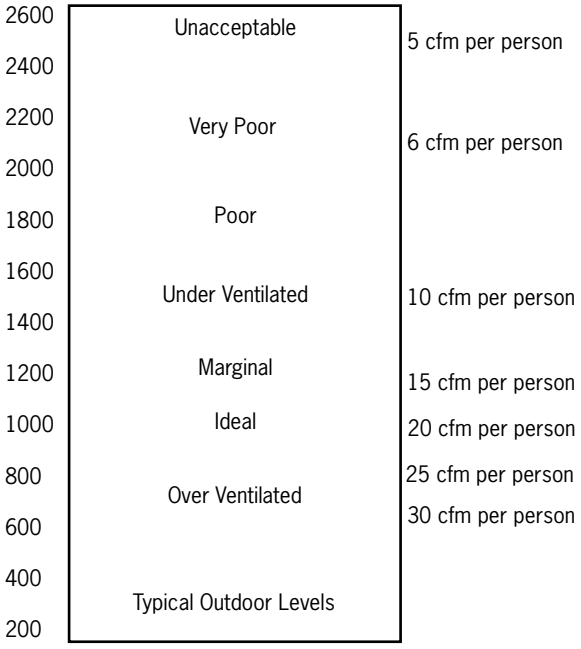 2600
Unacceptable
5 cfm per person
2400
2200
Very Poor
6 cfm per person
2000
1800
Poor
1600
Under Ventilated
10 cfm per person
1400
1200
Marginal
15 cfm per person
1000
Ideal
20 cfm per person
800
25 cfm per person
Over Ventilated
30 cfm per person
600
400
Typical Outdoor Levels
200